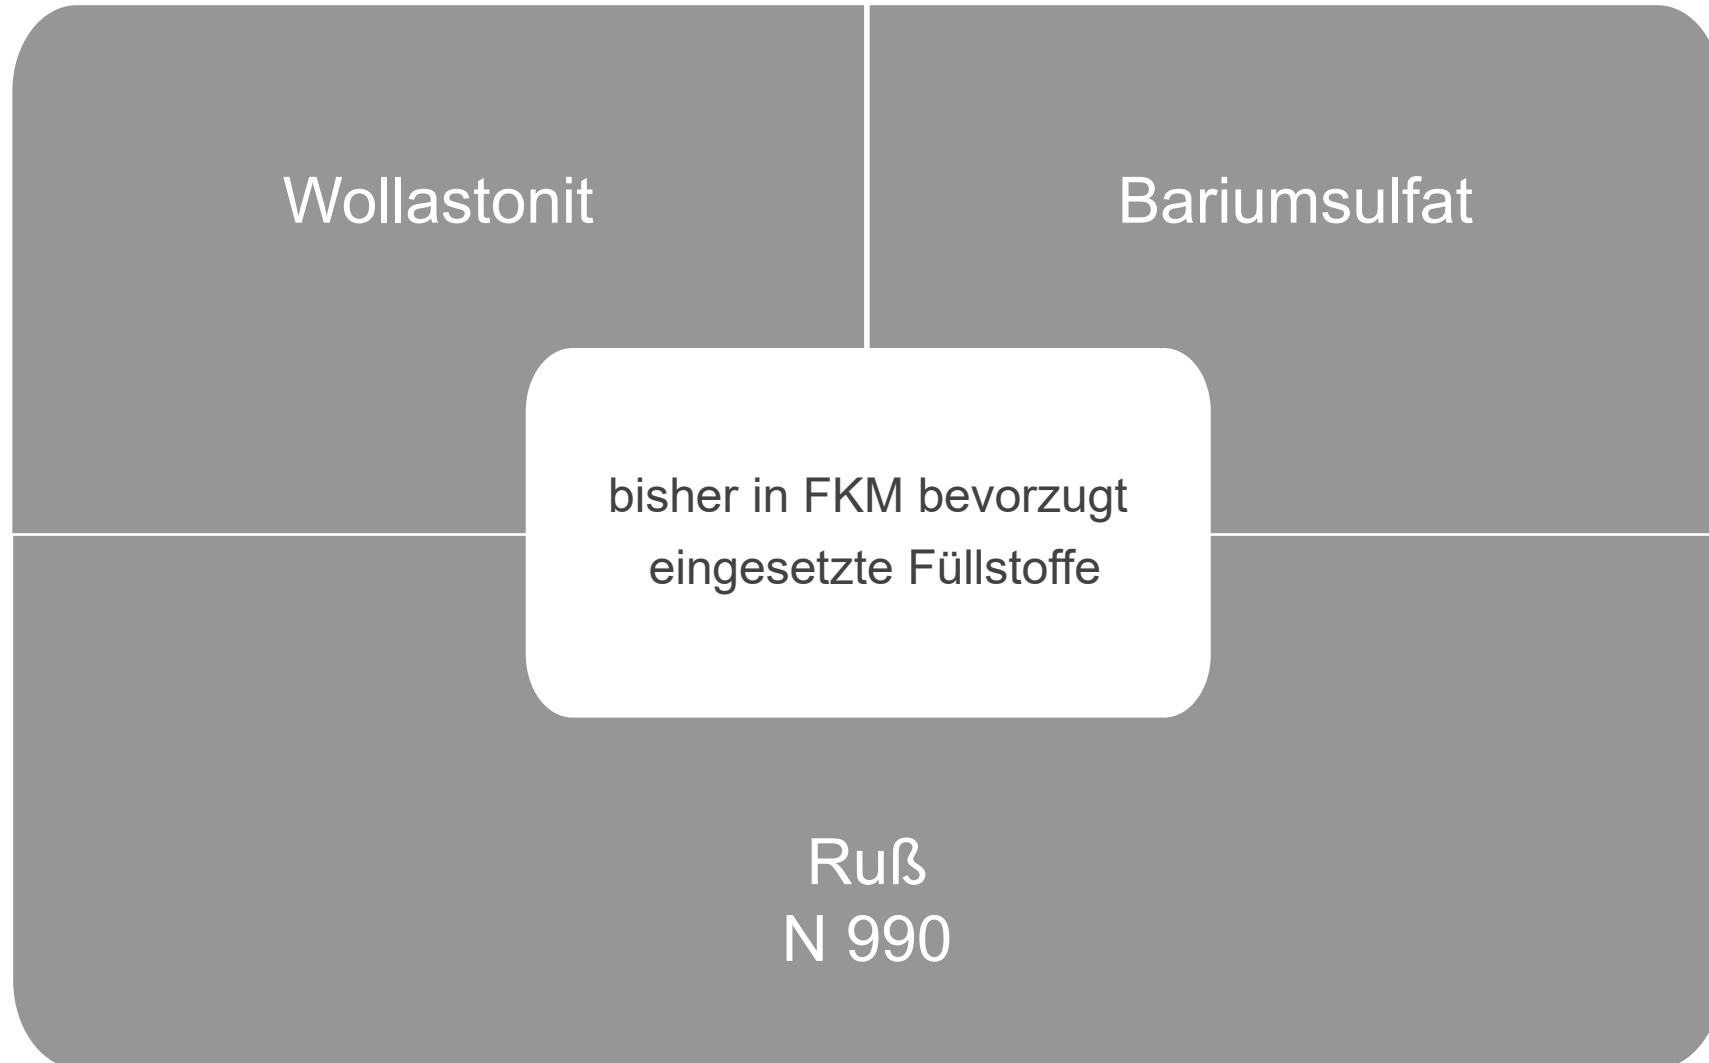 Wollastonit
Bariumsulfat
bisher in FKM bevorzugt
eingesetzte Füllstoffe
Ruß
N 990